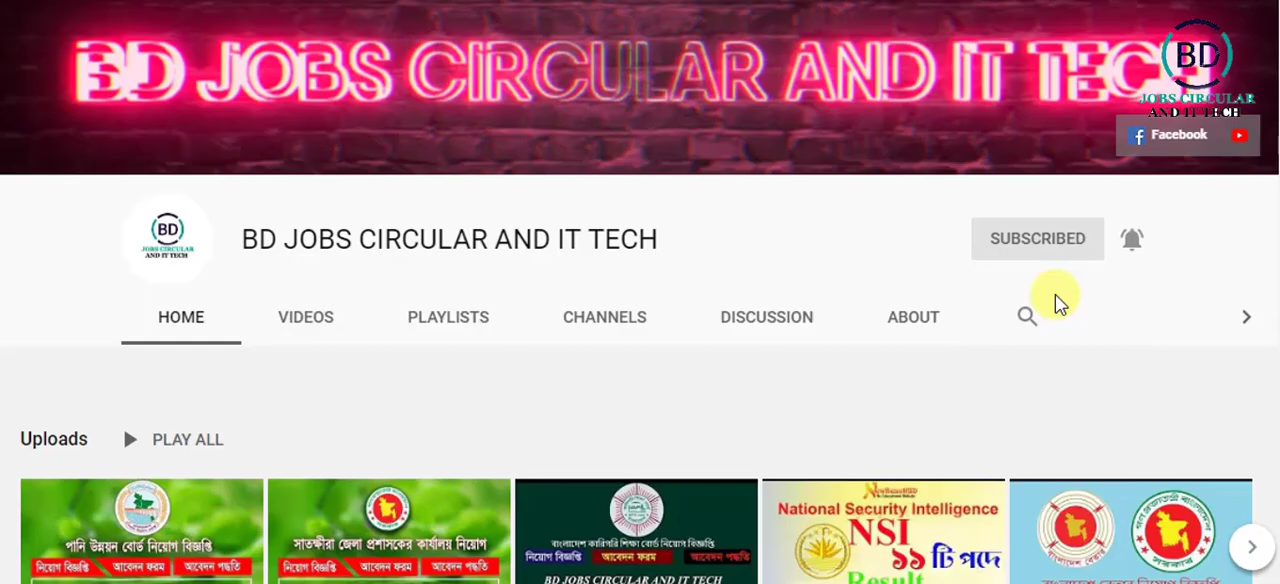 BD JOBS CIRCULAR AND IT TECH
BD
JOBS CIRCULAR
AND IT TECH
Facebook
BD
JOBS CIRCULAR
AND IT TECH
BD JOBS CIRCULAR AND IT TECH
SUBSCRIBED
HOME
VIDEOS
PLAYLISTS
CHANNELS
DISCUSSION
ABOUT
Uploads
PLAY ALL
পানি উন্নয়ন বোর্ড নিয়োগ বিজ্ঞপ্তি
নিয়োগ বিজ্ঞপ্তি
আবেদন ফরম
আবেদন পদ্ধতি
সাতক্ষীরা জেলা প্রশাসকের কার্যালয় নিয়োগ
নিয়োগ বিজ্ঞপ্তি
আবেদন ফরম
আবেদন পদ্ধতি
বাংলাদেশ কারিগরি শিক্ষা বোর্ড নিয়োগ বিজ্ঞপ্তি
নিয়োগ বিজ্ঞপ্তি
আবেদন ফরম
আবেদন পদ্ধতি
BD JOBS CIRCULAR AND IT TECH
National Security Intelligence
NSI
১১ টি পদে
Result